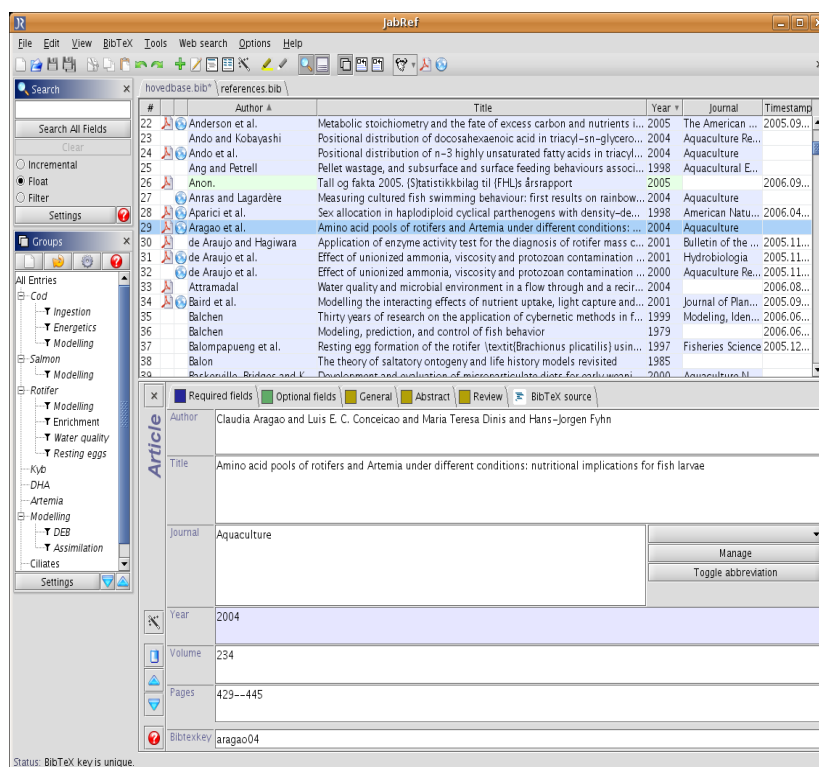 JabRef
File Edit View BibTeX Tools Web search Options Help
Search
Search All Fields
Clear
Incremental
Float
Filter
Settings
Groups
All Entries
Cod
Ingestion
Energetics
Modelling
Salmon
Modelling
Rotifer
Modelling
Enrichment
Water quality
Resting eggs
Kyb
DHA
Artemia
Modelling
DEB
Assimilation
Ciliates
Settings
hovedbase.bib* references.bib
# Author Title Year Journal Timestamp
22 Anderson et al. Metabolic stoichiometry and the fate of excess carbon and nutrients i... 2005 The American ... 2005.09...
23 Ando and Kobayashi Positional distribution of docosahexaenoic acid in triacyl-sn-glycero... 2004 Aquaculture Re...
24 Ando et al. Positional distribution of n-3 highly unsaturated fatty acids in triacyl... 2004 Aquaculture
25 Ang and Petrell Pellet wastage, and subsurface and surface feeding behaviours associ... 1998 Aquacultural E...
26 Anon. Tall og fakta 2005. {S}tatistikkbilag til {FHL}s årsrapport 2005 2006.09...
27 Anras and Lagardère Measuring cultured fish swimming behaviour: first results on rainbow... 2004 Aquaculture
28 Aparici et al. Sex allocation in haplodiploid cyclical parthenogens with density-de... 1998 American Natu... 2006.04...
29 Aragao et al. Amino acid pools of rotifers and Artemia under different conditions: ... 2004 Aquaculture
30 de Araujo and Hagiwara Application of enzyme activity test for the diagnosis of rotifer mass c... 2001 Bulletin of the ... 2005.11...
31 de Araujo et al. Effect of unionized ammonia, viscosity and protozoan contamination ... 2001 Hydrobiologia 2005.11...
32 de Araujo et al. Effect of unionized ammonia, viscosity and protozoan contamination ... 2000 Aquaculture Re... 2005.11...
33 Attramadal Water quality and microbial environment in a flow through and a recir... 2004 2006.08...
34 Baird et al. Modelling the interacting effects of nutrient uptake, light capture and... 2001 Journal of Plan... 2005.09...
35 Balchen Thirty years of research on the application of cybernetic methods in f... 1999 Modeling, Iden... 2006.06...
36 Balchen Modeling, prediction, and control of fish behavior 1979 2006.06...
37 Balompapueng et al. Resting egg formation of the rotifer \textit{Brachionus plicatilis} usin... 1997 Fisheries Science 2005.12...
38 Balon The theory of saltatory ontogeny and life history models revisited 1985
39 Baskerville-Bridges and K... Development and evaluation of microparticulate diets for early weani... 2000 Aquaculture N...
Required fields Optional fields General Abstract Review BibTeX source
Article
Author Claudia Aragao and Luis E. C. Conceicao and Maria Teresa Dinis and Hans-Jorgen Fyhn
Title Amino acid pools of rotifers and Artemia under different conditions: nutritional implications for fish larvae
Journal Aquaculture
Manage
Toggle abbreviation
Year 2004
Volume 234
Pages 429--445
Bibtexkey aragao04
Status: BibTeX key is unique.